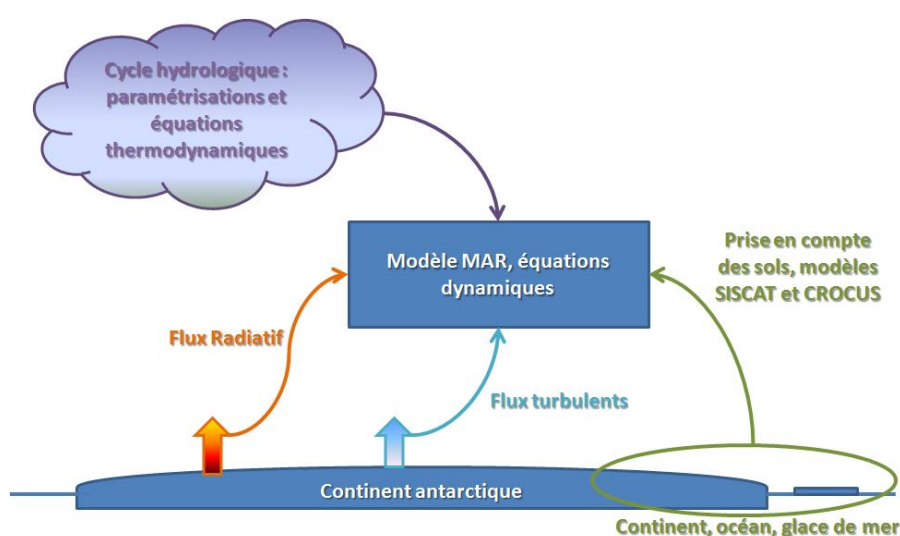 Cycle hydrologique :
paramétrisations et
équations
thermodynamiques
Modèle MAR, équations
dynamiques
Prise en compte
des sols, modèles
SISCAT et CROCUS
Flux Radiatif
Flux turbulents
Continent antarctique
Continent, océan, glace de mer